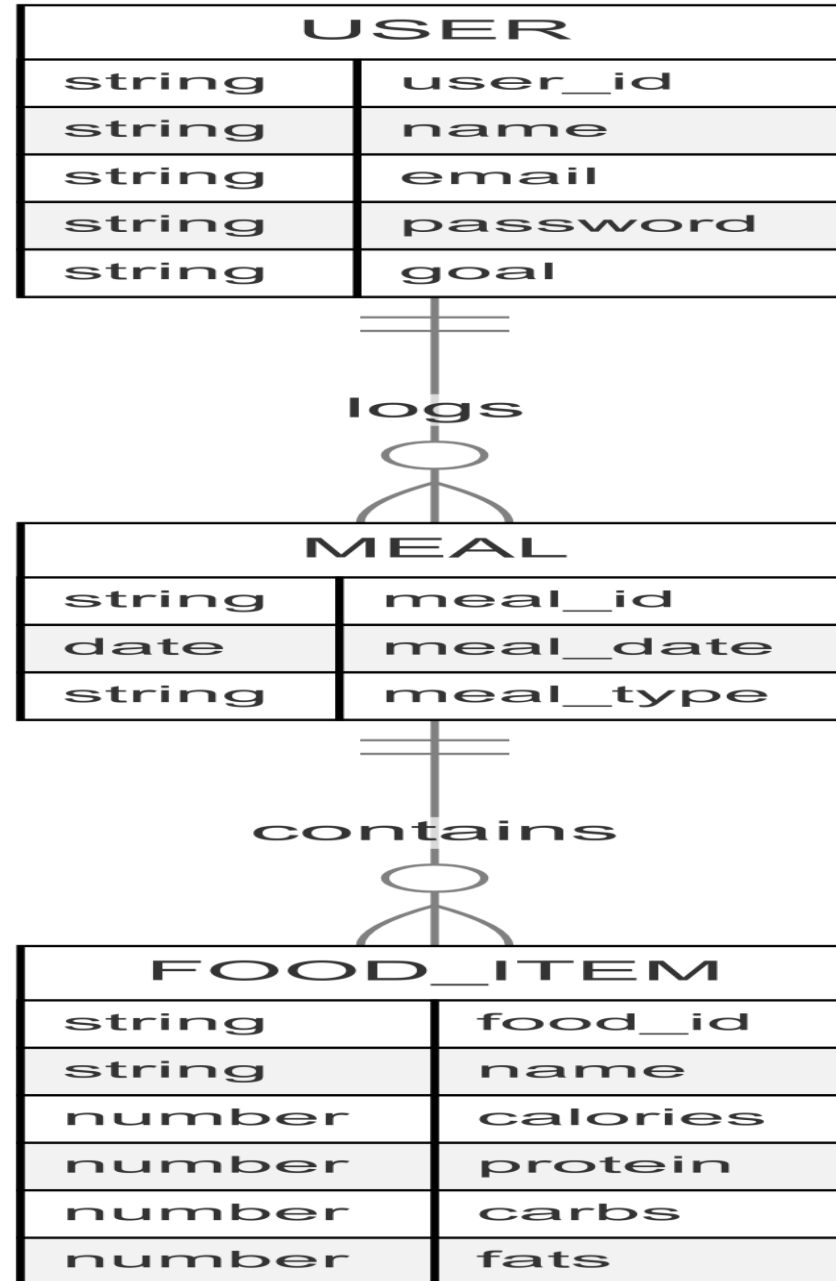 USER
string user_id
string name
string email
string password
string goal
logs
MEAL
string meal_id
date meal_date
string meal_type
contains
FOOD_ITEM
string food_id
string name
number calories
number protein
number carbs
number fats